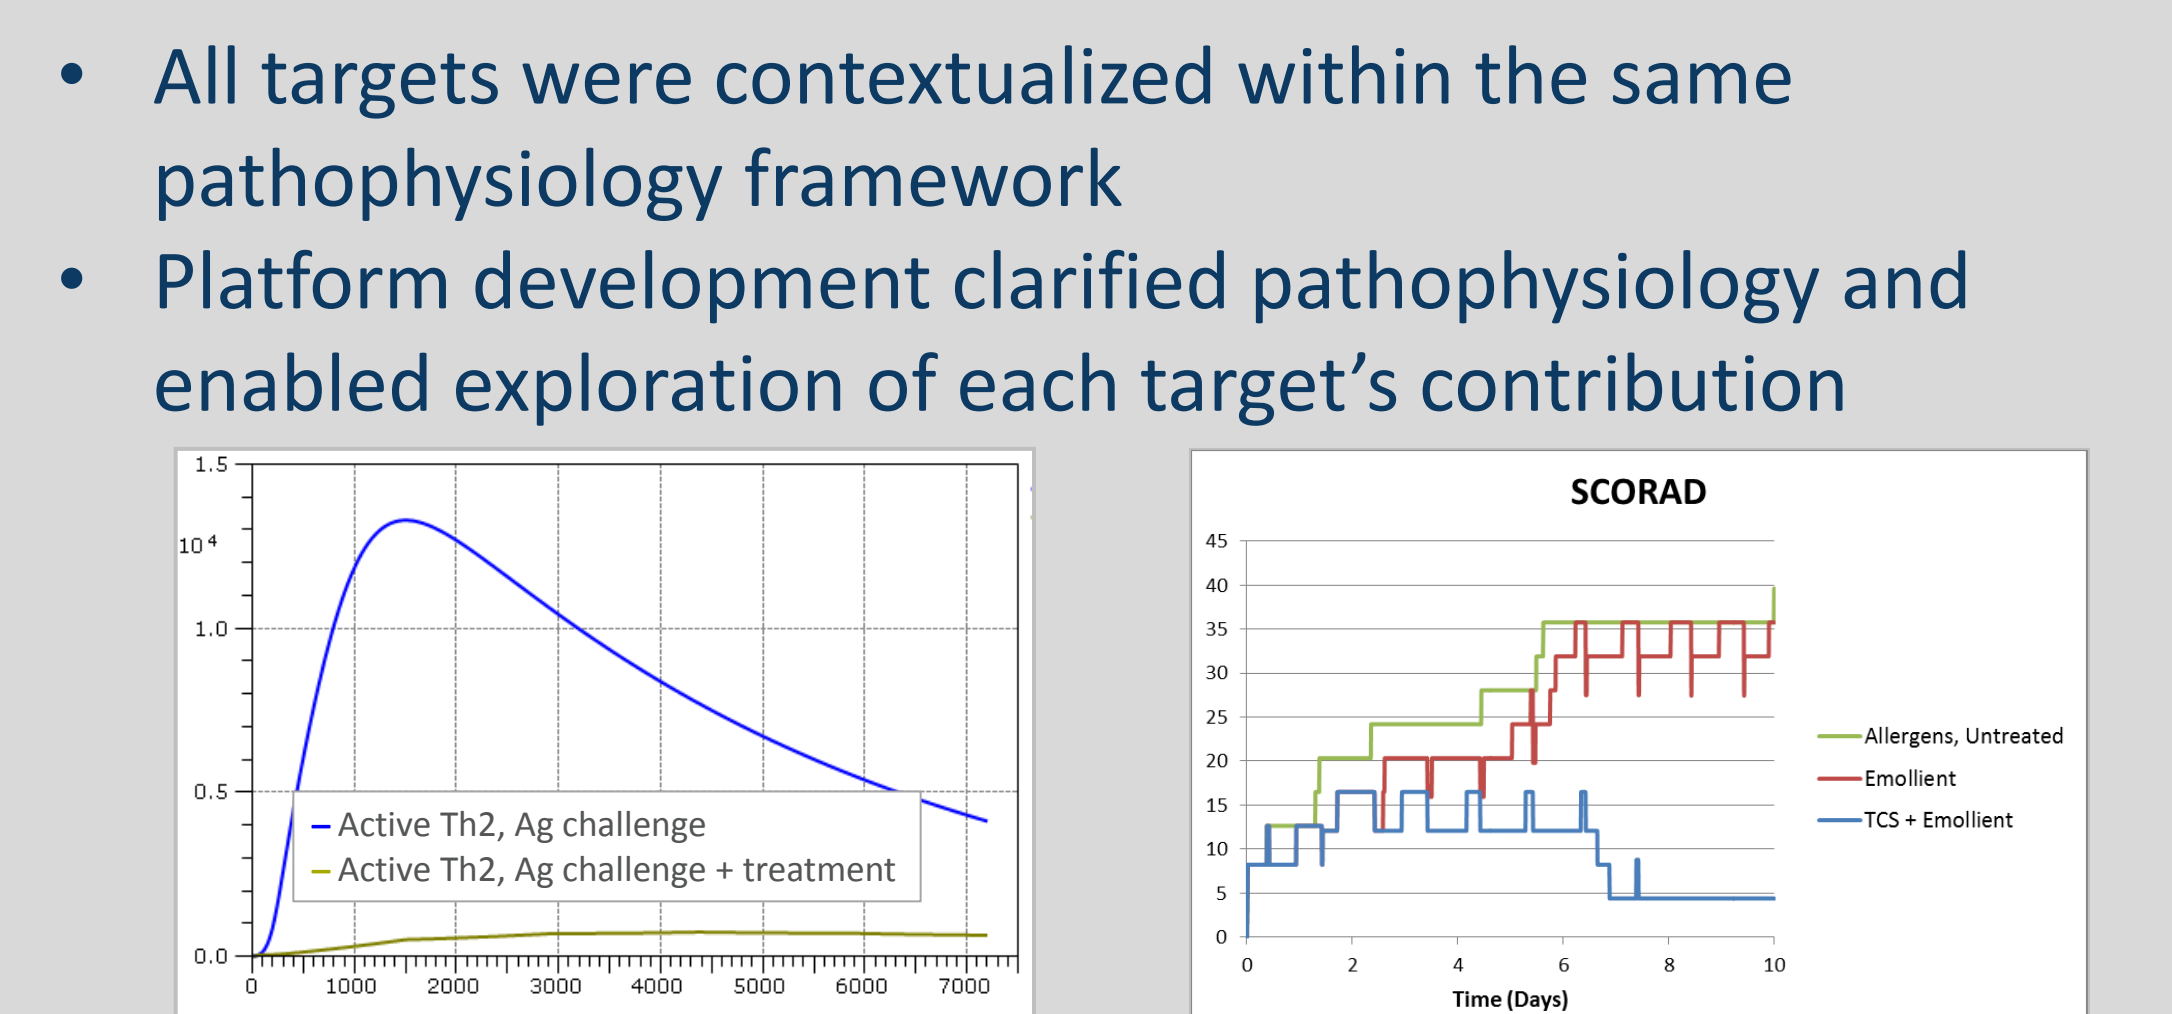 • All targets were contextualized within the same
pathophysiology framework
• Platform development clarified pathophysiology and
enabled exploration of each target’s contribution
1.5
10 4
1.0
0.5
0.0
Active Th2, Ag challenge
Active Th2, Ag challenge + treatment
0 1000 2000 3000 4000 5000 6000 7000
SCORAD
45
40
35
30
25
20
15
10
5
0
0 2 4 6 8 10
Time (Days)
Allergens, Untreated
Emollient
TCS + Emollient